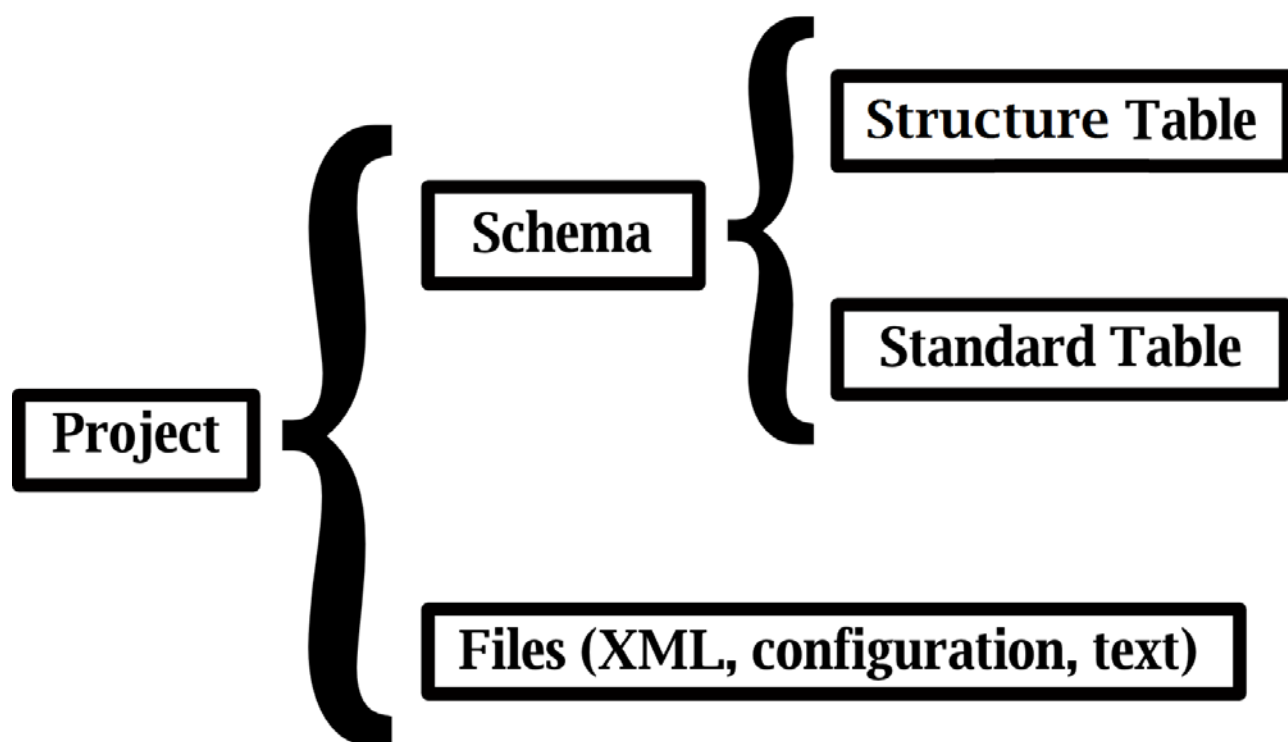 Structure Table
Schema
Standard Table
Project
Files (XML, configuration, text)